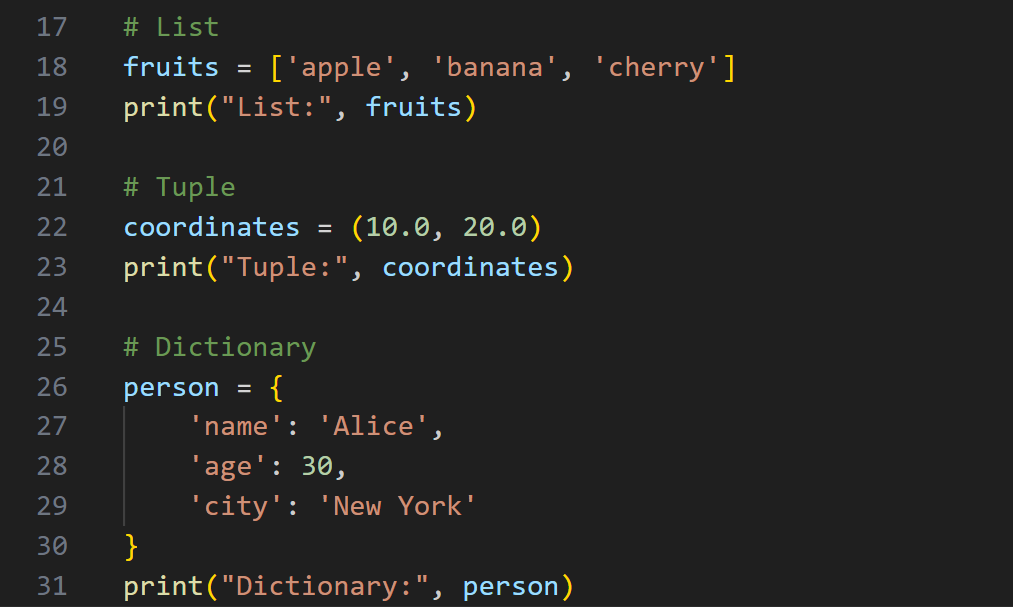 17 # List
18 fruits = ['apple', 'banana', 'cherry']
19 print("List:", fruits)
20
21 # Tuple
22 coordinates = (10.0, 20.0)
23 print("Tuple:", coordinates)
24
25 # Dictionary
26 person = {
27     'name': 'Alice',
28     'age': 30,
29     'city': 'New York'
30 }
31 print("Dictionary:", person)